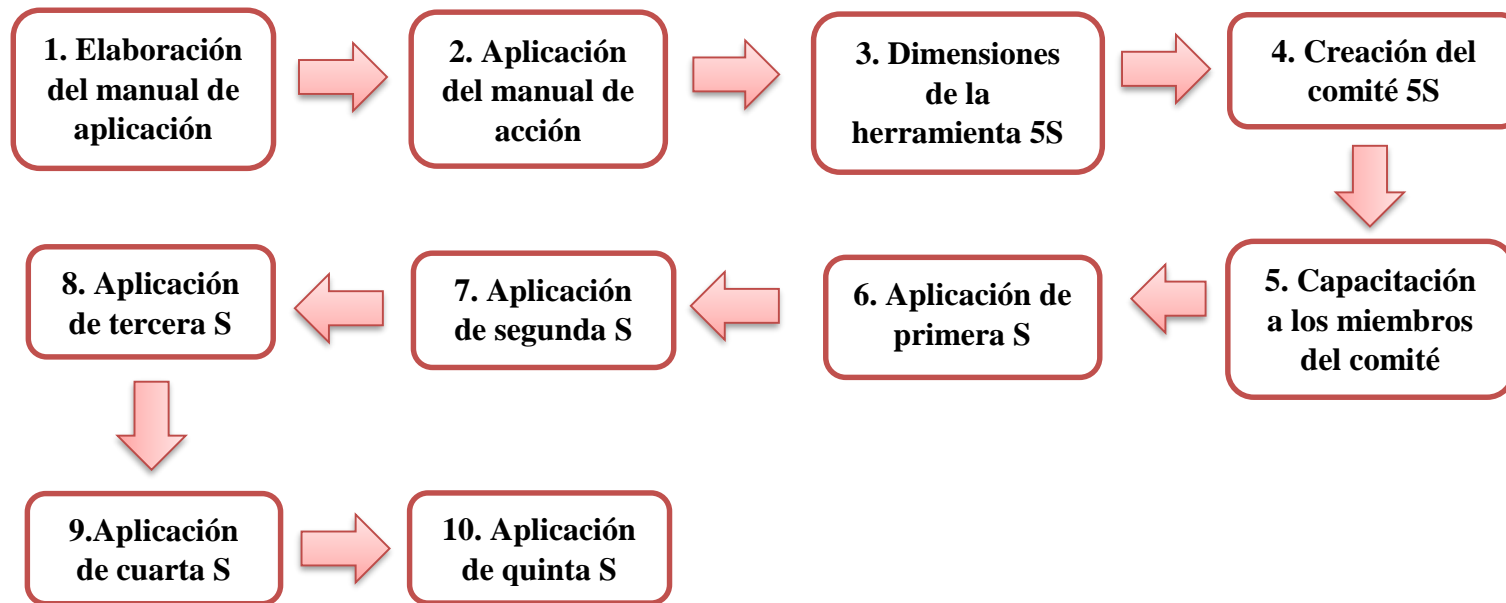 1. Elaboración
del manual de
aplicación
2. Aplicación
del manual de
acción
3. Dimensiones
de la
herramienta 5S
4. Creación del
comité 5S
5. Capacitación
a los miembros
del comité
6. Aplicación de
primera S
7. Aplicación
de segunda S
8. Aplicación
de tercera S
9.Aplicación
de cuarta S
10. Aplicación
de quinta S